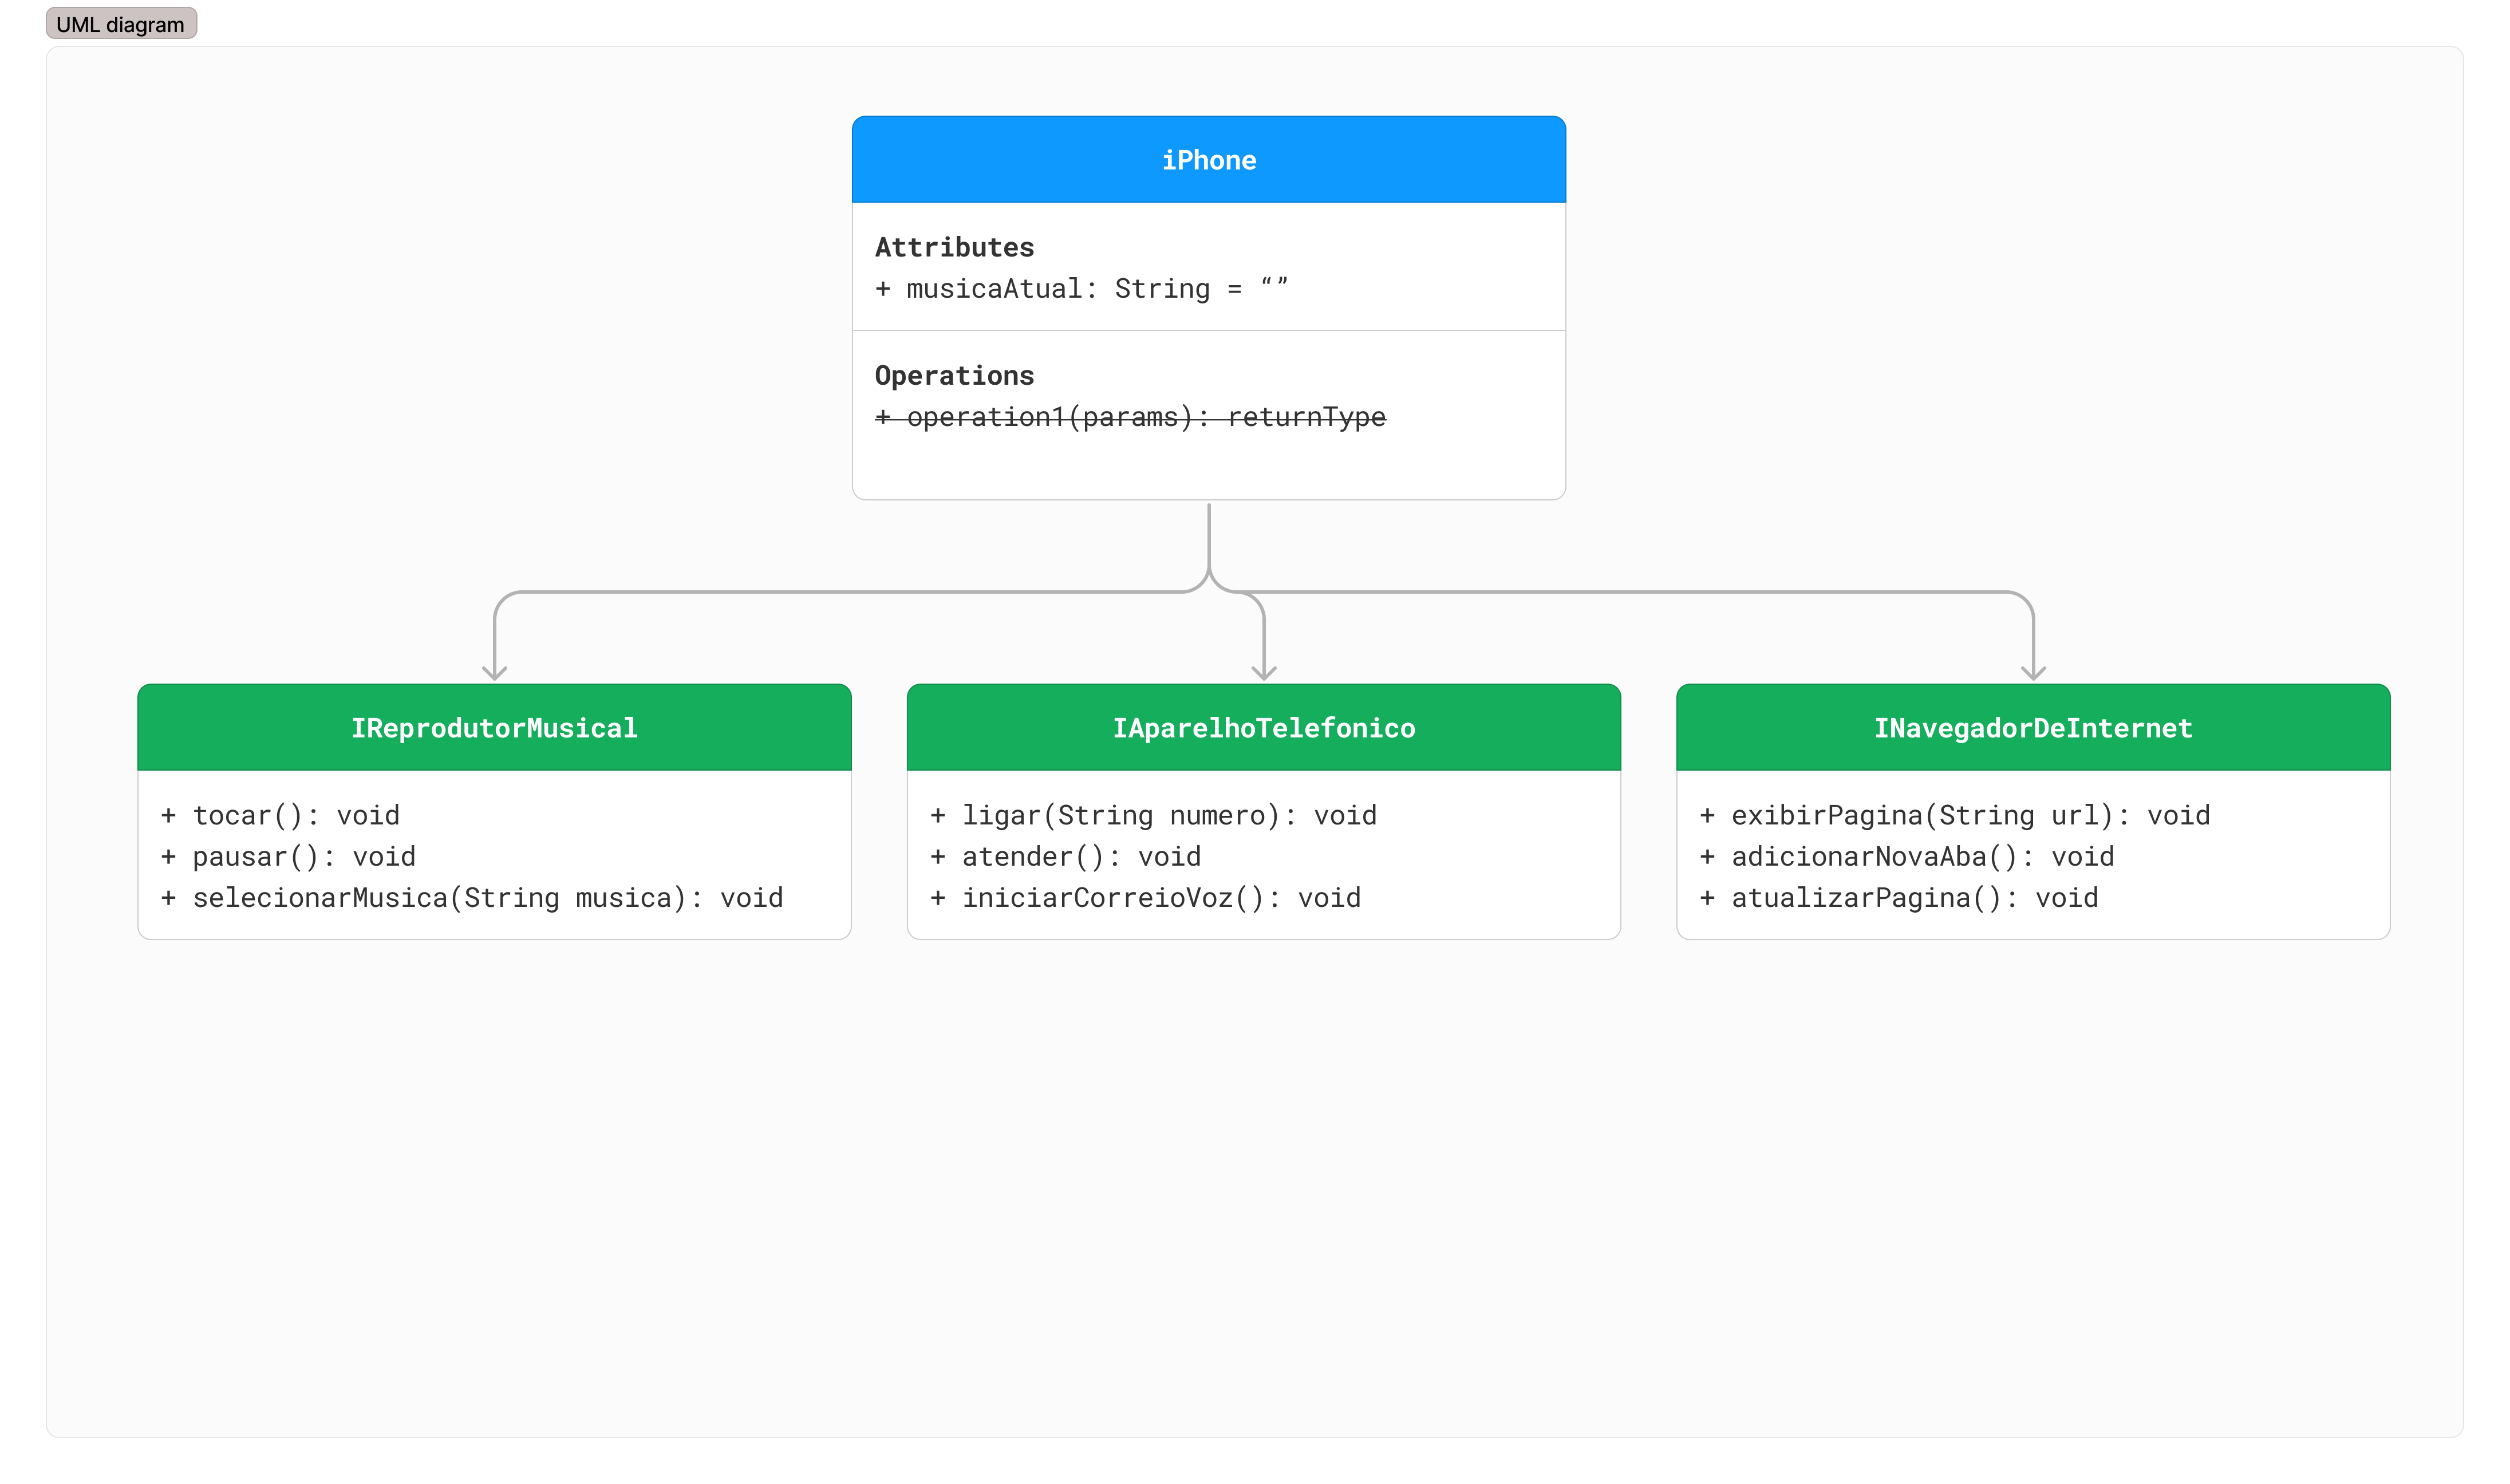 UML diagram
iPhone
Attributes
+ musicaAtual: String = “”
Operations
+ operation1(params): returnType
IReprodutorMusical
+ tocar(): void
+ pausar(): void
+ selecionarMusica(String musica): void
IAparelhoTelefonico
+ ligar(String numero): void
+ atender(): void
+ iniciarCorreioVoz(): void
INavegadorDeInternet
+ exibirPagina(String url): void
+ adicionarNovaAba(): void
+ atualizarPagina(): void